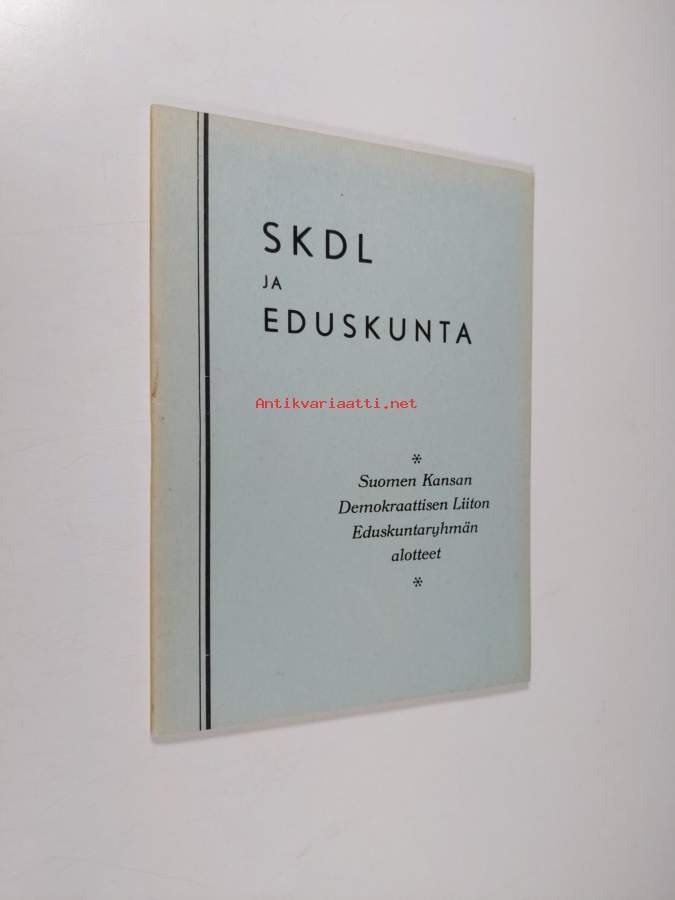 SKDL
JA
EDUSKUNTA
Antikvariaatti.net
*
Suomen Kansan
Demokraattisen Liiton
Eduskuntaryhmän
alotteet
*